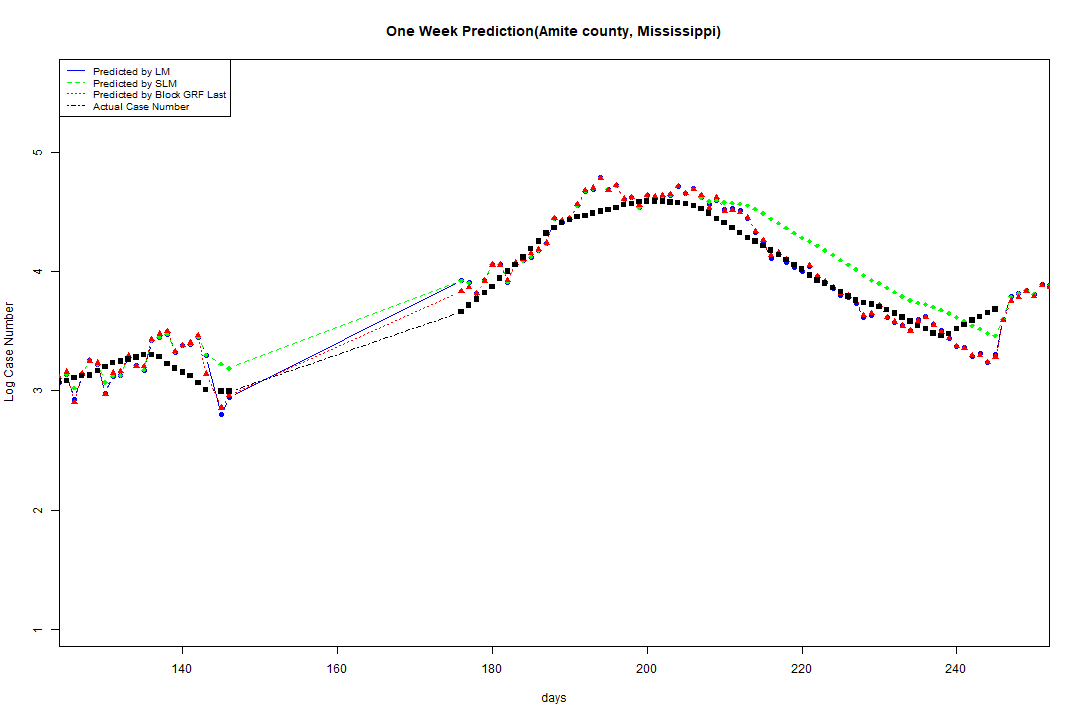 One Week Prediction(Amite county, Mississippi)
Predicted by LM
Predicted by SLM
Predicted by Block GRF Last
Actual Case Number
5
4
3
2
1
Log Case Number
140 160 180 200 220 240
days